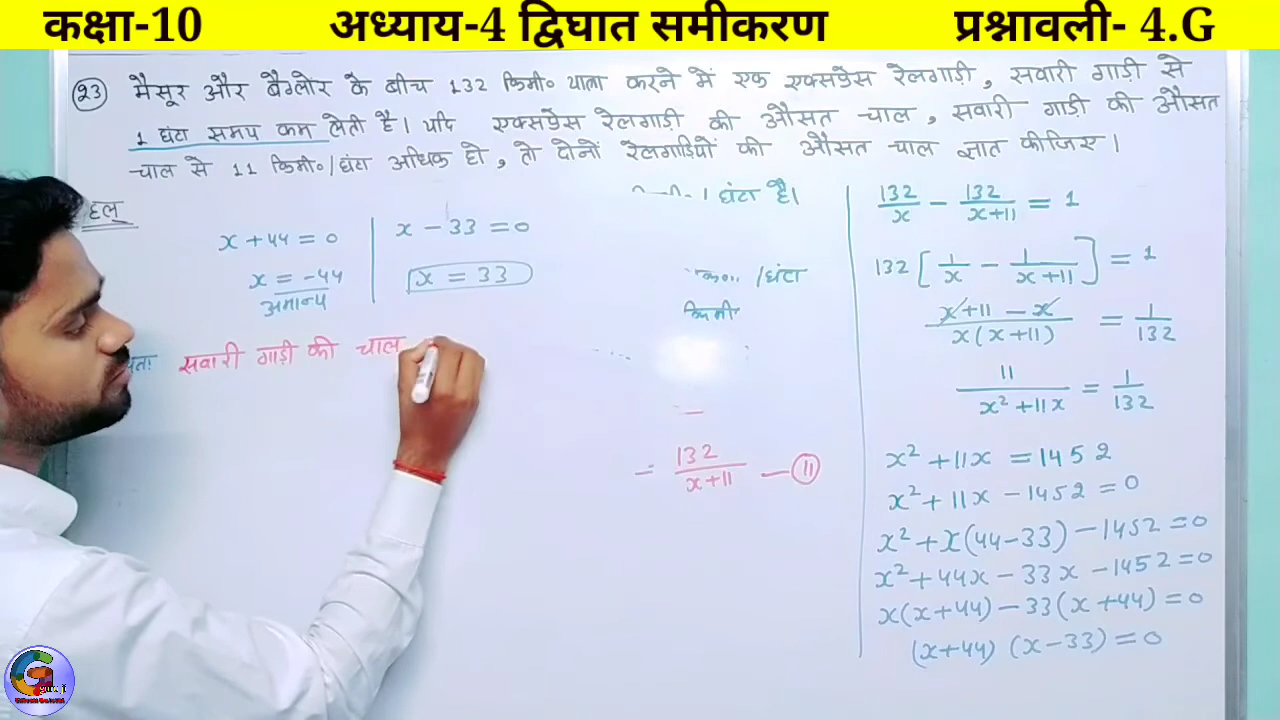 कक्षा-10 अध्याय-4 द्विघात समीकरण प्रश्नावली- 4.G
23 मैसूर और बैंग्लोर के बीच 132 किमी० यात्रा करने में एक एक्सप्रेस रेलगाड़ी, सवारी गाड़ी से
1 घंटा समय कम लेती है। यदि एक्सप्रेस रेलगाड़ी की औसत चाल, सवारी गाड़ी की औसत
चाल से 11 किमी०/घंटा अधिक हो, तो दोनों रेलगाड़ियों की औसत चाल ज्ञात कीजिए।
हल
x + 44 = 0
x = -44
अमान्य
x - 33 = 0
x = 33
सवारी गाड़ी की चाल
घंटा है।
/घंटा
किमी०
= 132/(x+11) — 11
132/x - 132/(x+11) = 1
132 [1/x - 1/(x+11)] = 1
(x+11 - x)/(x(x+11)) = 1/132
11/(x² + 11x) = 1/132
x² + 11x = 1452
x² + 11x - 1452 = 0
x² + x(44-33) - 1452 = 0
x² + 44x - 33x - 1452 = 0
x(x+44) - 33(x+44) = 0
(x+44) (x-33) = 0